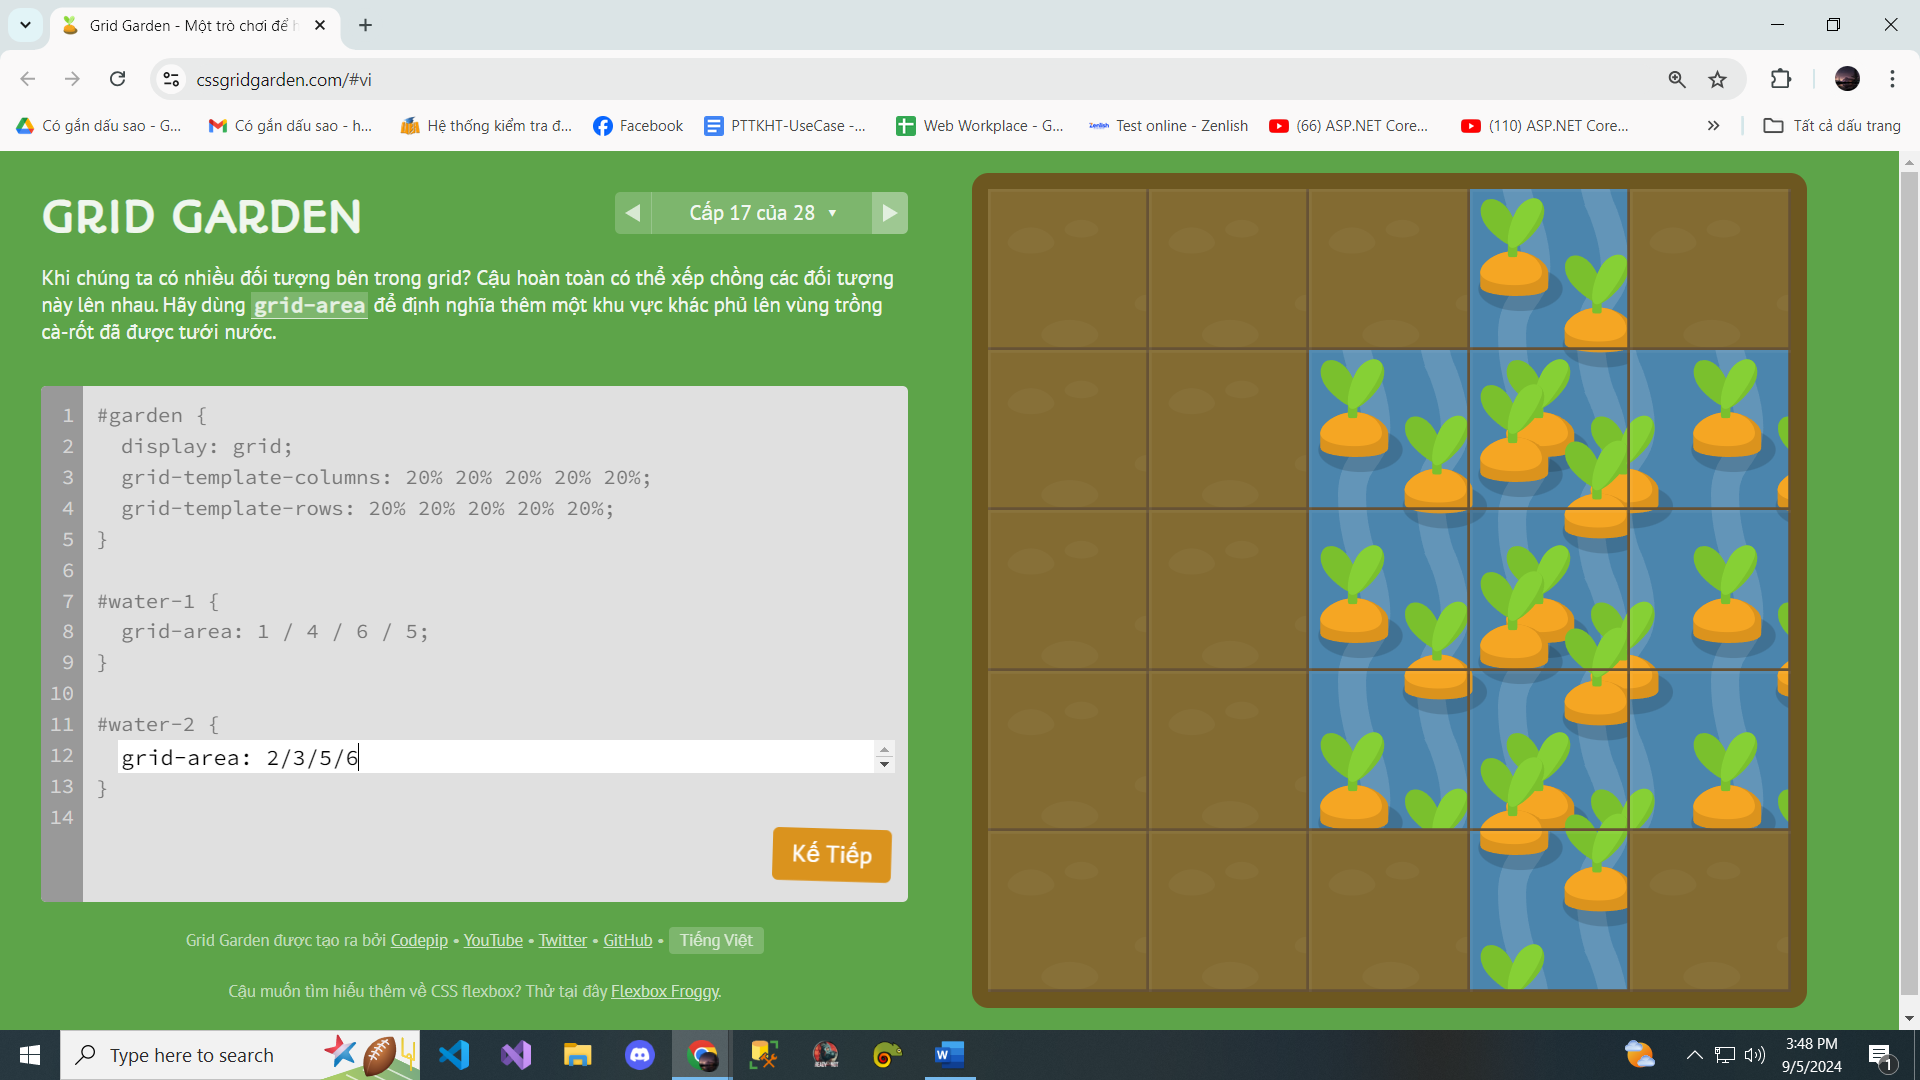 Grid Garden - Một trò chơi để h
cssgridgarden.com/#vi
Có gắn dấu sao - G...
Có gắn dấu sao - h...
Hệ thống kiểm tra đ...
Facebook
PTTKHT-UseCase -...
Web Workplace - G...
Zenlish
Test online - Zenlish
(66) ASP.NET Core...
(110) ASP.NET Core...
Tất cả dấu trang
GRID GARDEN
Cấp 17 của 28
Khi chúng ta có nhiều đối tượng bên trong grid? Cậu hoàn toàn có thể xếp chồng các đối tượng
này lên nhau. Hãy dùng grid-area để định nghĩa thêm một khu vực khác phủ lên vùng trồng
cà-rốt đã được tưới nước.
1 #garden {
2 display: grid;
3 grid-template-columns: 20% 20% 20% 20% 20%;
4 grid-template-rows: 20% 20% 20% 20% 20%;
5 }
6
7 #water-1 {
8 grid-area: 1 / 4 / 6 / 5;
9 }
10
11 #water-2 {
12 grid-area: 2/3/5/6
13 }
14
Kế Tiếp
Grid Garden được tạo ra bởi Codepip • YouTube • Twitter • GitHub • Tiếng Việt
Cậu muốn tìm hiểu thêm về CSS flexbox? Thử tại đây Flexbox Froggy.
Type here to search
READY NOT
W
3:48 PM
9/5/2024
1